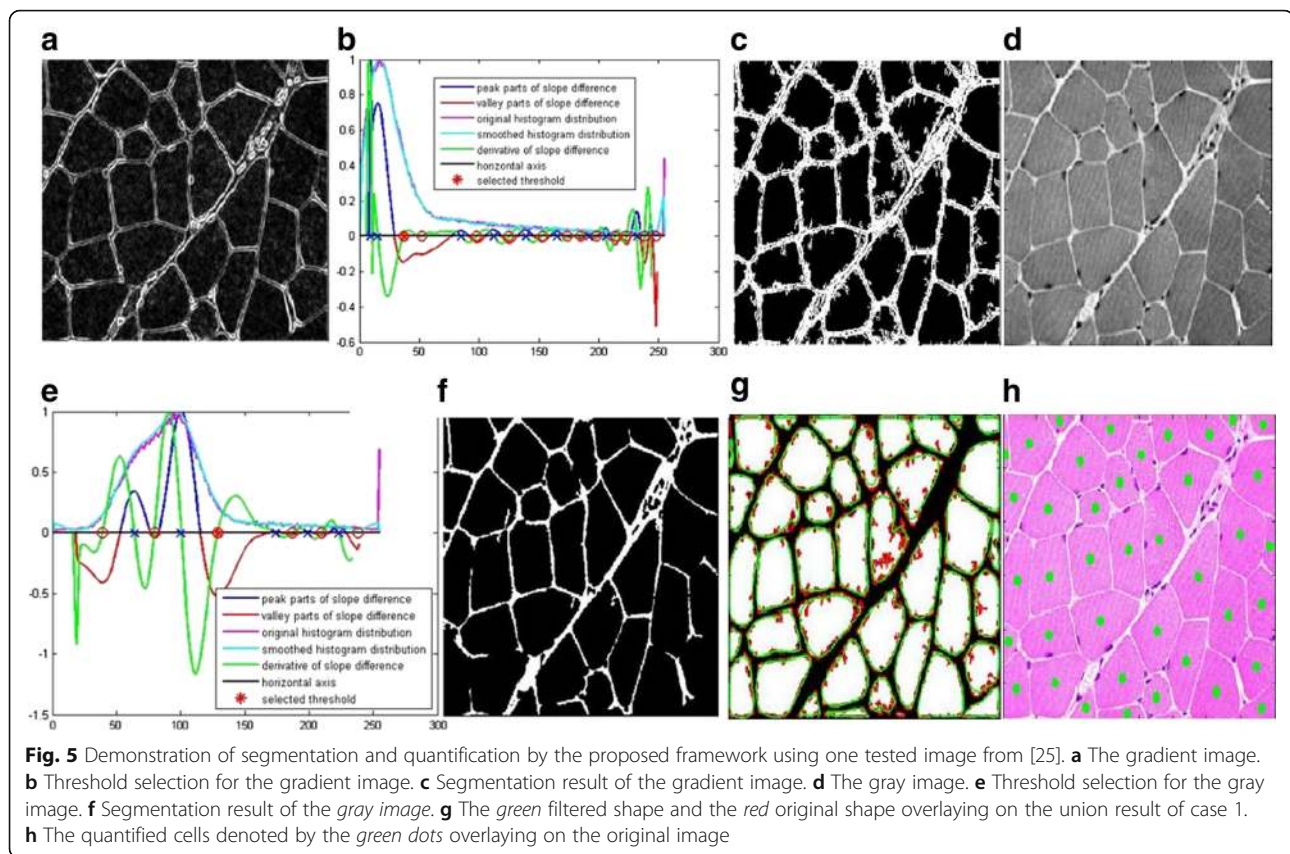 a
b
c
d
1
0.8
0.6
0.4
0.2
0
-0.2
-0.4
-0.6
0
50
100
150
200
250
300
peak parts of slope difference
valley parts of slope difference
original histogram distribution
smoothed histogram distribution
derivative of slope difference
horizontal axis
selected threshold
e
f
g
h
1
0.5
0
-0.5
-1
-1.5
0
50
100
150
200
250
300
peak parts of slope difference
valley parts of slope difference
original histogram distribution
smoothed histogram distribution
derivative of slope difference
horizontal axis
selected threshold
Fig. 5 Demonstration of segmentation and quantification by the proposed framework using one tested image from [25]. a The gradient image.
b Threshold selection for the gradient image. c Segmentation result of the gradient image. d The gray image. e Threshold selection for the gray
image. f Segmentation result of the gray image. g The green filtered shape and the red original shape overlaying on the union result of case 1.
h The quantified cells denoted by the green dots overlaying on the original image